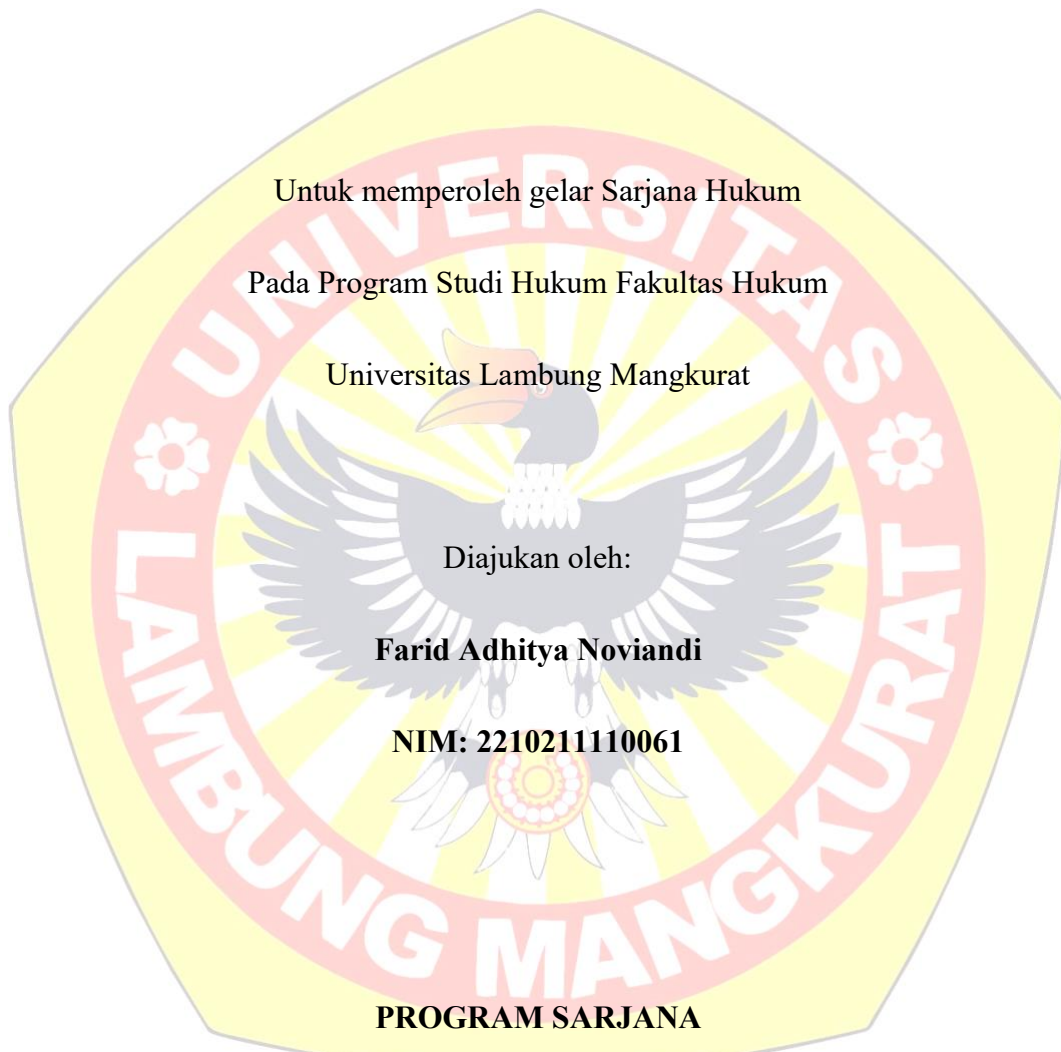 Untuk memperoleh gelar Sarjana Hukum
Pada Program Studi Hukum Fakultas Hukum
Universitas Lambung Mangkurat
Diajukan oleh:
Farid Adhitya Noviandi
NIM: 2210211110061
PROGRAM SARJANA
UNIVERSITAS
LAMBUNG MANGKURAT